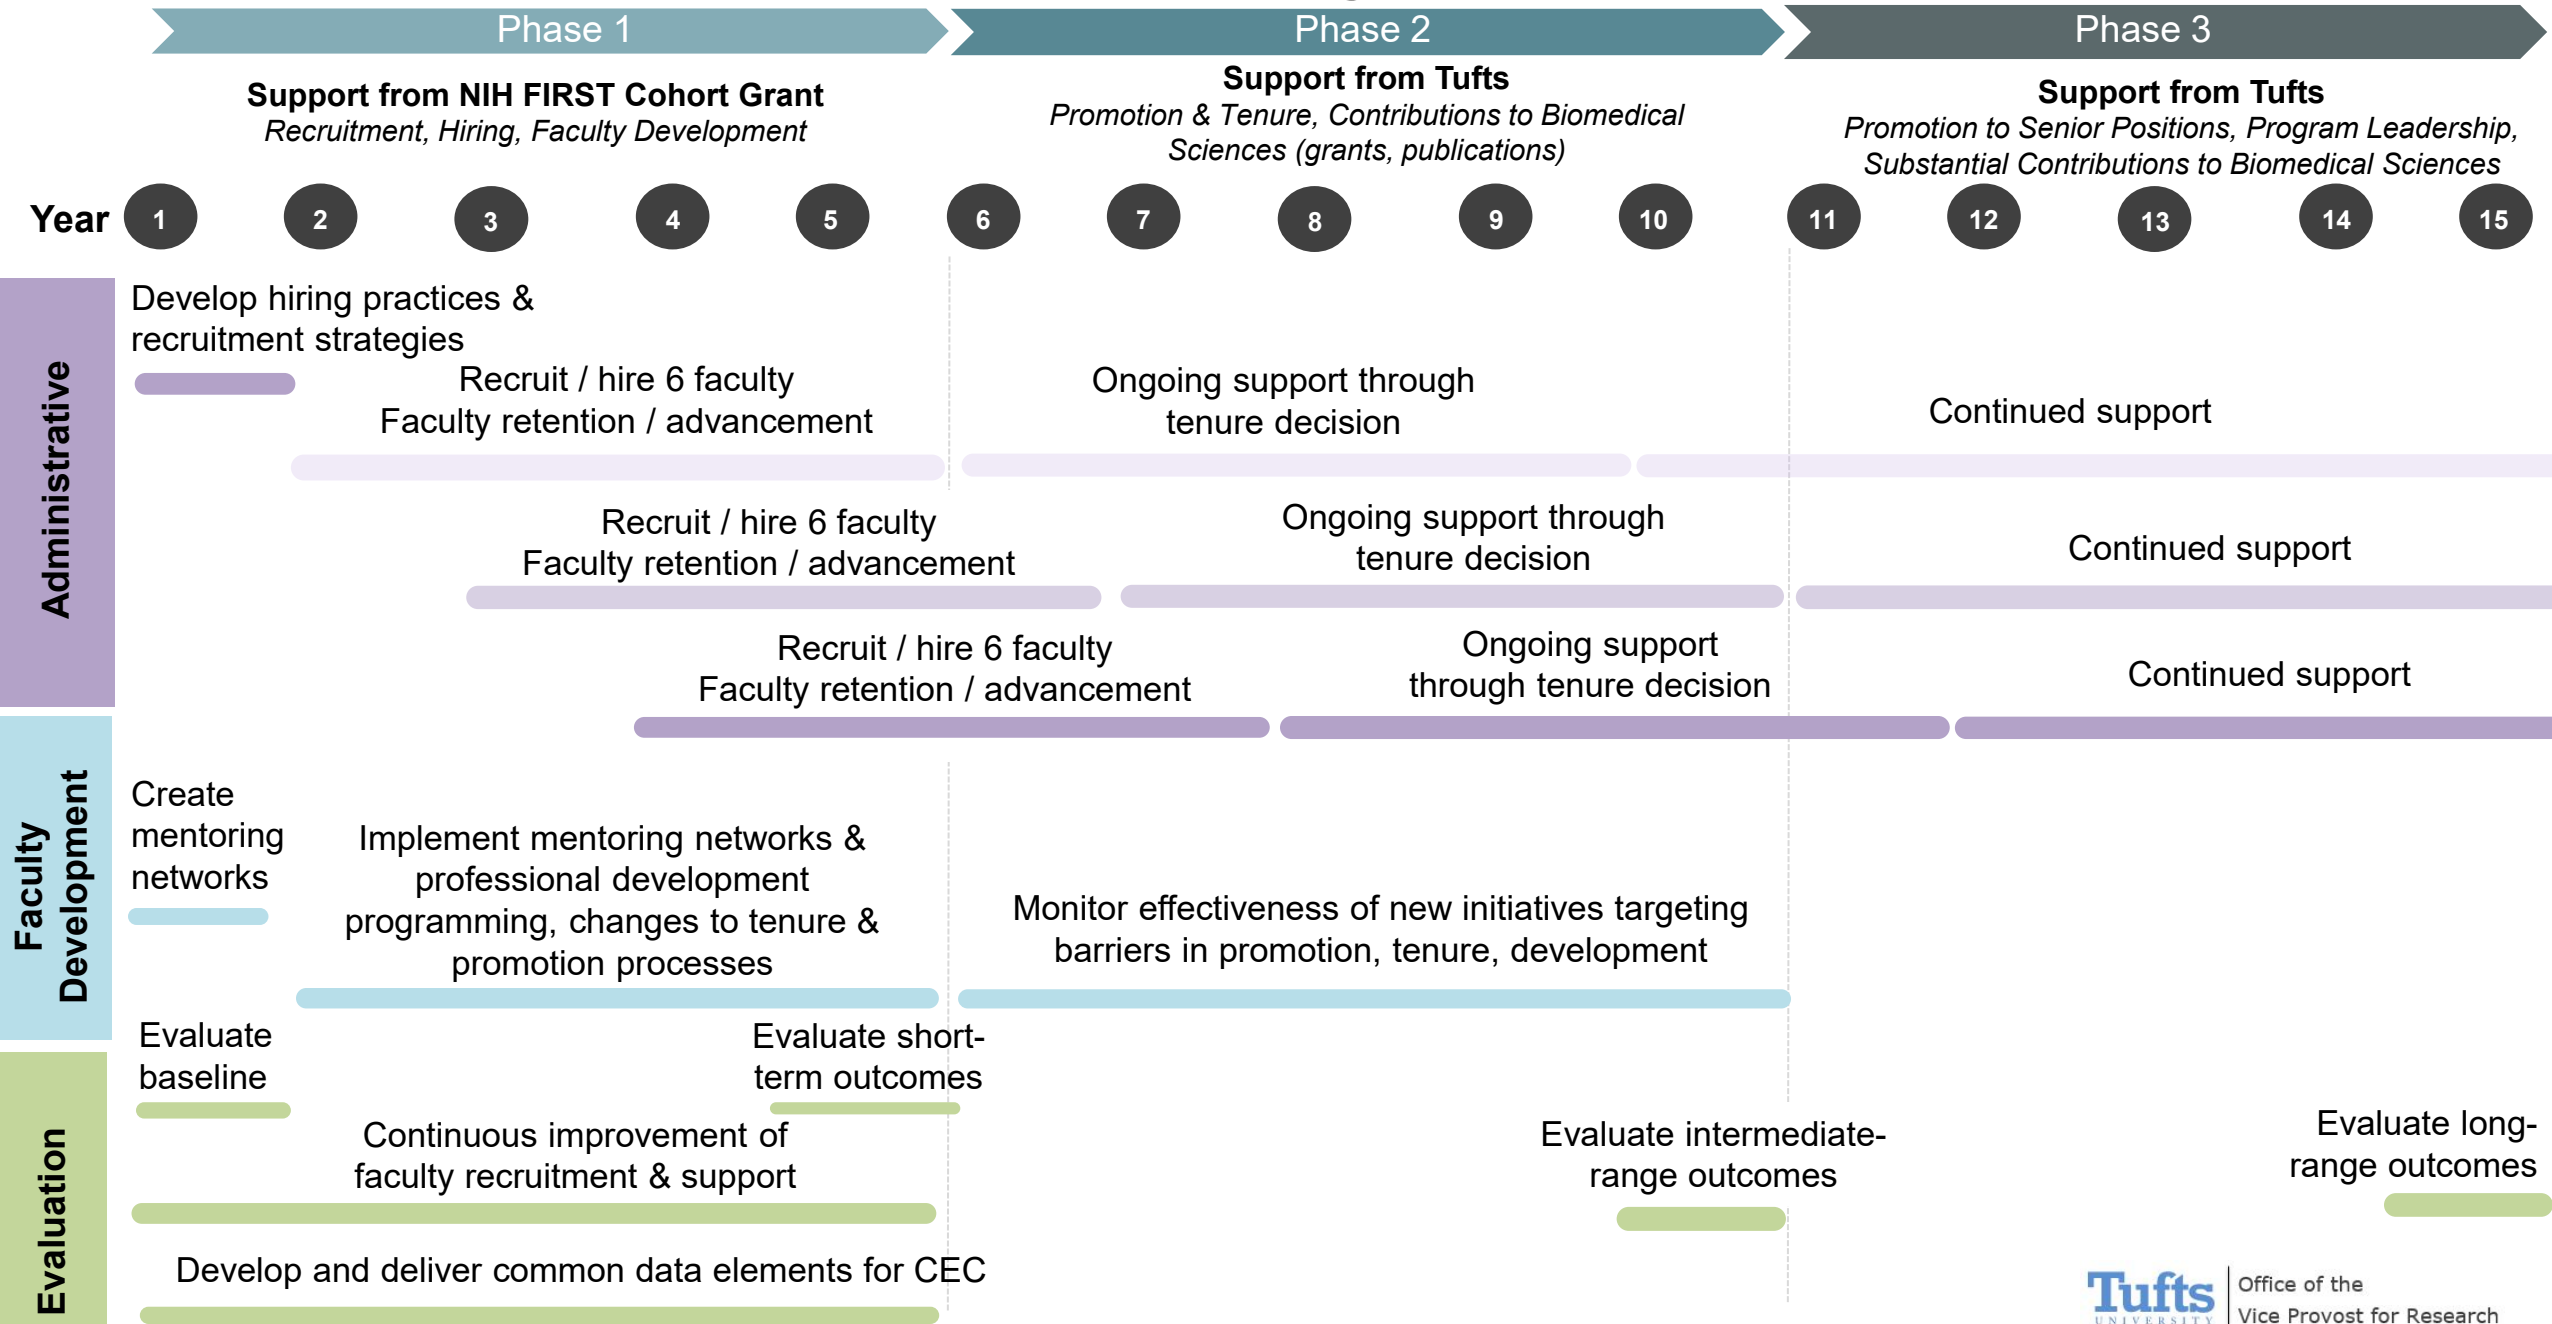 Phase 1
Phase 2
Phase 3
Support from NIH FIRST Cohort Grant
Recruitment, Hiring, Faculty Development
Support from Tufts
Promotion & Tenure, Contributions to Biomedical
Sciences (grants, publications)
Support from Tufts
Promotion to Senior Positions, Program Leadership,
Substantial Contributions to Biomedical Sciences
Year 1 2 3 4 5 6 7 8 9 10 11 12 13 14 15
Administrative
Develop hiring practices &
recruitment strategies
Recruit / hire 6 faculty
Faculty retention / advancement
Ongoing support through
tenure decision
Continued support
Recruit / hire 6 faculty
Faculty retention / advancement
Ongoing support through
tenure decision
Continued support
Recruit / hire 6 faculty
Faculty retention / advancement
Ongoing support
through tenure decision
Continued support
Faculty
Development
Create
mentoring
networks
Implement mentoring networks &
professional development
programming, changes to tenure &
promotion processes
Monitor effectiveness of new initiatives targeting
barriers in promotion, tenure, development
Evaluation
Evaluate
baseline
Evaluate short-
term outcomes
Continuous improvement of
faculty recruitment & support
Evaluate intermediate-
range outcomes
Evaluate long-
range outcomes
Develop and deliver common data elements for CEC
Tufts
UNIVERSITY
Office of the
Vice Provost for Research